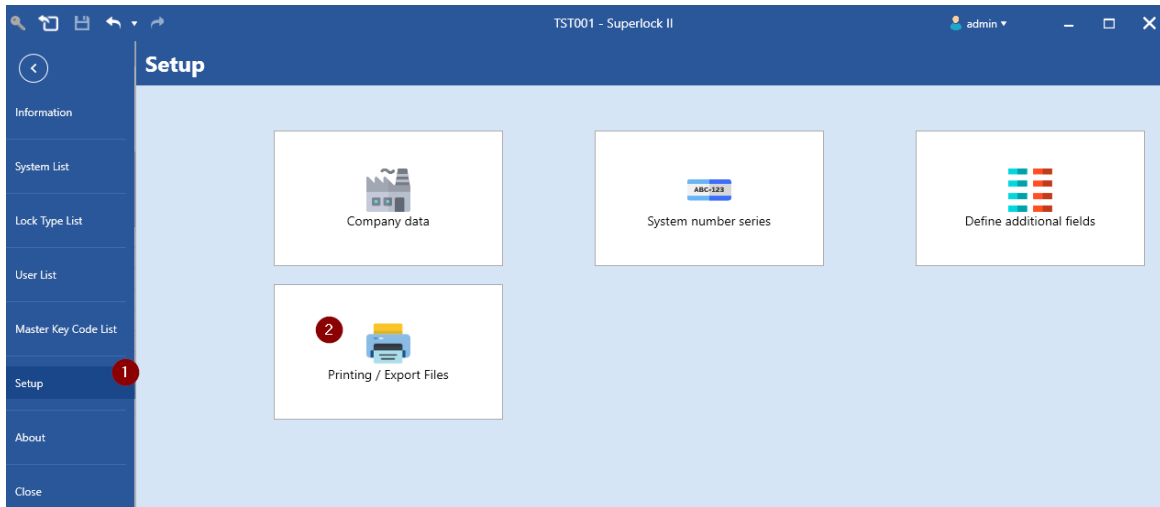 TST001 - Superlock II
admin
Setup
Information
System List
Lock Type List
User List
Master Key Code List
Setup
1
About
Close
Company data
ABC-123
System number series
Define additional fields
2
Printing / Export Files